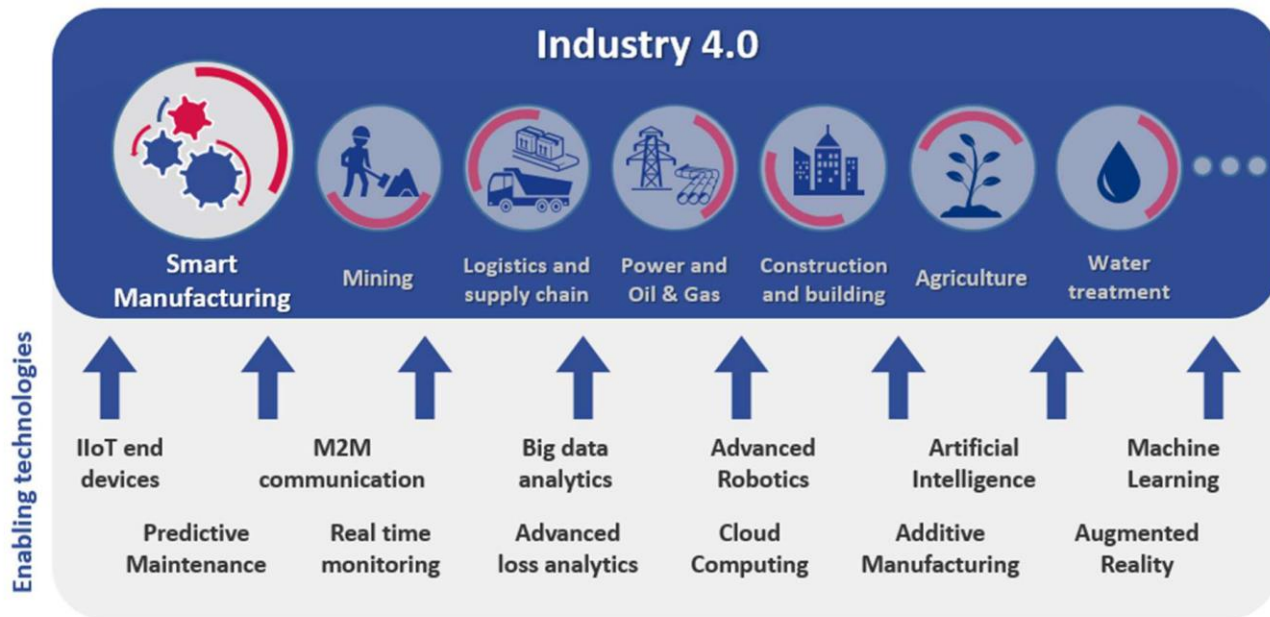 Industry 4.0
Smart
Manufacturing
Mining
Logistics and
supply chain
Power and
Oil & Gas
Construction
and building
Agriculture
Water
treatment
Enabling technologies
IIoT end
devices
M2M
communication
Big data
analytics
Advanced
Robotics
Artificial
Intelligence
Machine
Learning
Predictive
Maintenance
Real time
monitoring
Advanced
loss analytics
Cloud
Computing
Additive
Manufacturing
Augmented
Reality